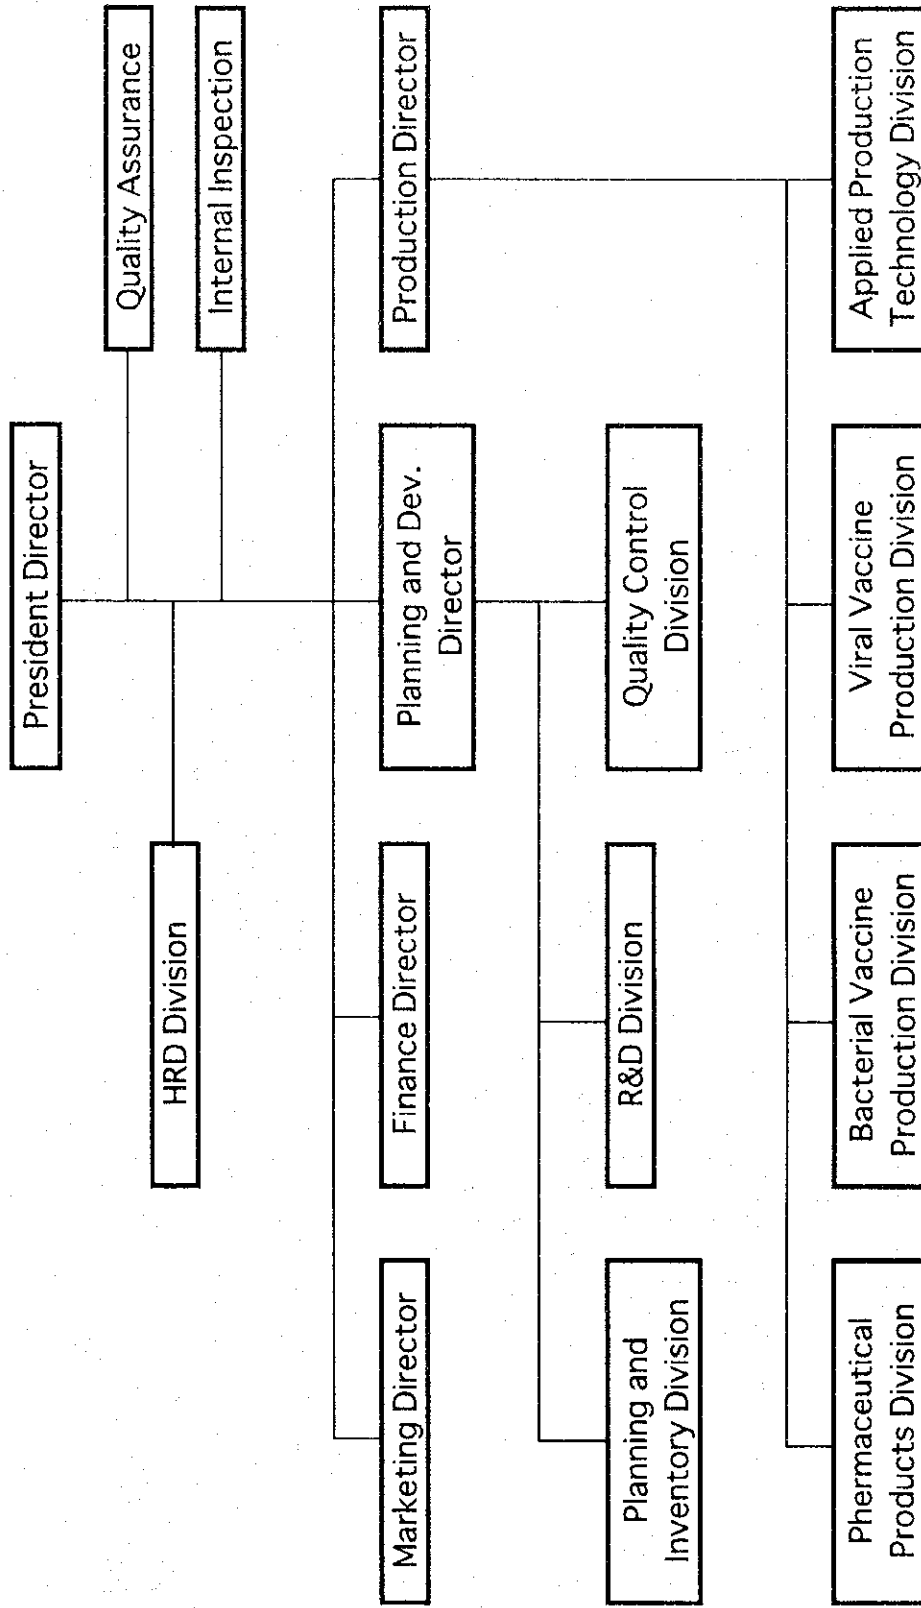 President Director
Quality Assurance
HRD Division
Internal Inspection
Marketing Director
Finance Director
Planning and Dev.
Director
Production Director
Planning and
Inventory Division
R&D Division
Quality Control
Division
Phermaceutical
Products Division
Bacterial Vaccine
Production Division
Viral Vaccine
Production Division
Applied Production
Technology Division